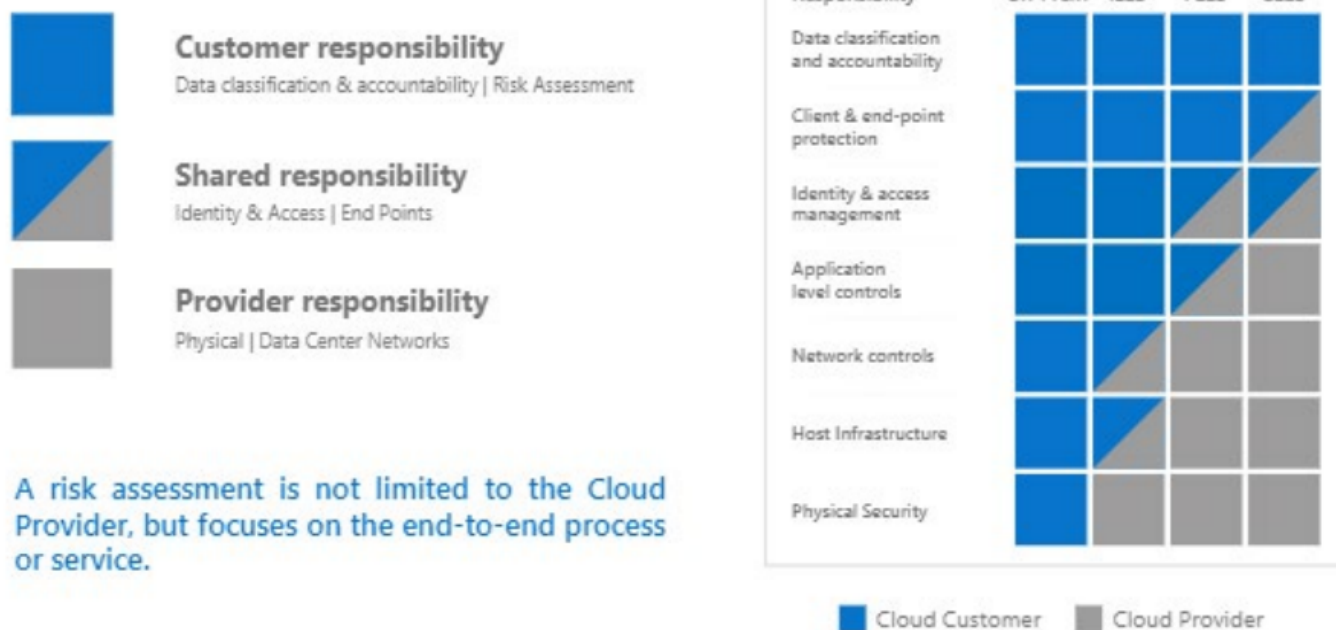 Customer responsibility
Data classification & accountability | Risk Assessment
Shared responsibility
Identity & Access | End Points
Provider responsibility
Physical | Data Center Networks
A risk assessment is not limited to the Cloud
Provider, but focuses on the end-to-end process
or service.
Responsibility
Data classification
and accountability
Client & end-point
protection
Identity & access
management
Application
level controls
Network controls
Host Infrastructure
Physical Security
Cloud Customer
Cloud Provider